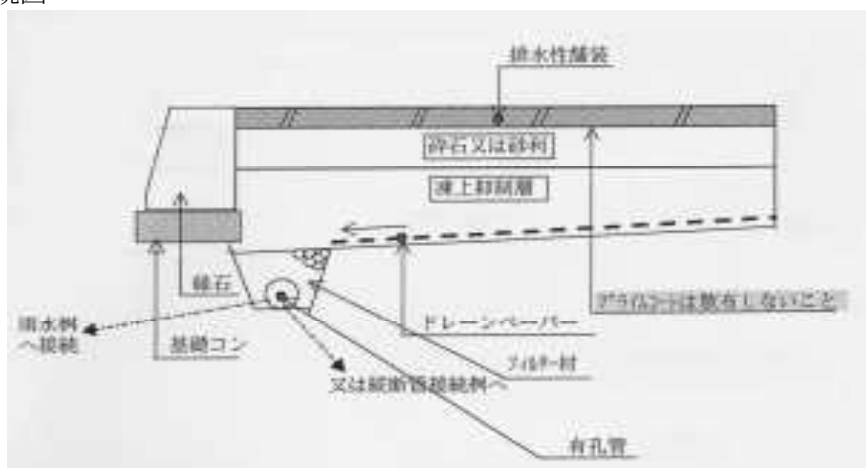 排水性舗装
砕石又は砂利
凍上抑制層
縁石
プライムコートは散布しないこと
雨水桝
へ接続
基礎コン
ドレーンペーパー
フィルター材
又は縦断管接続桝へ
有孔管